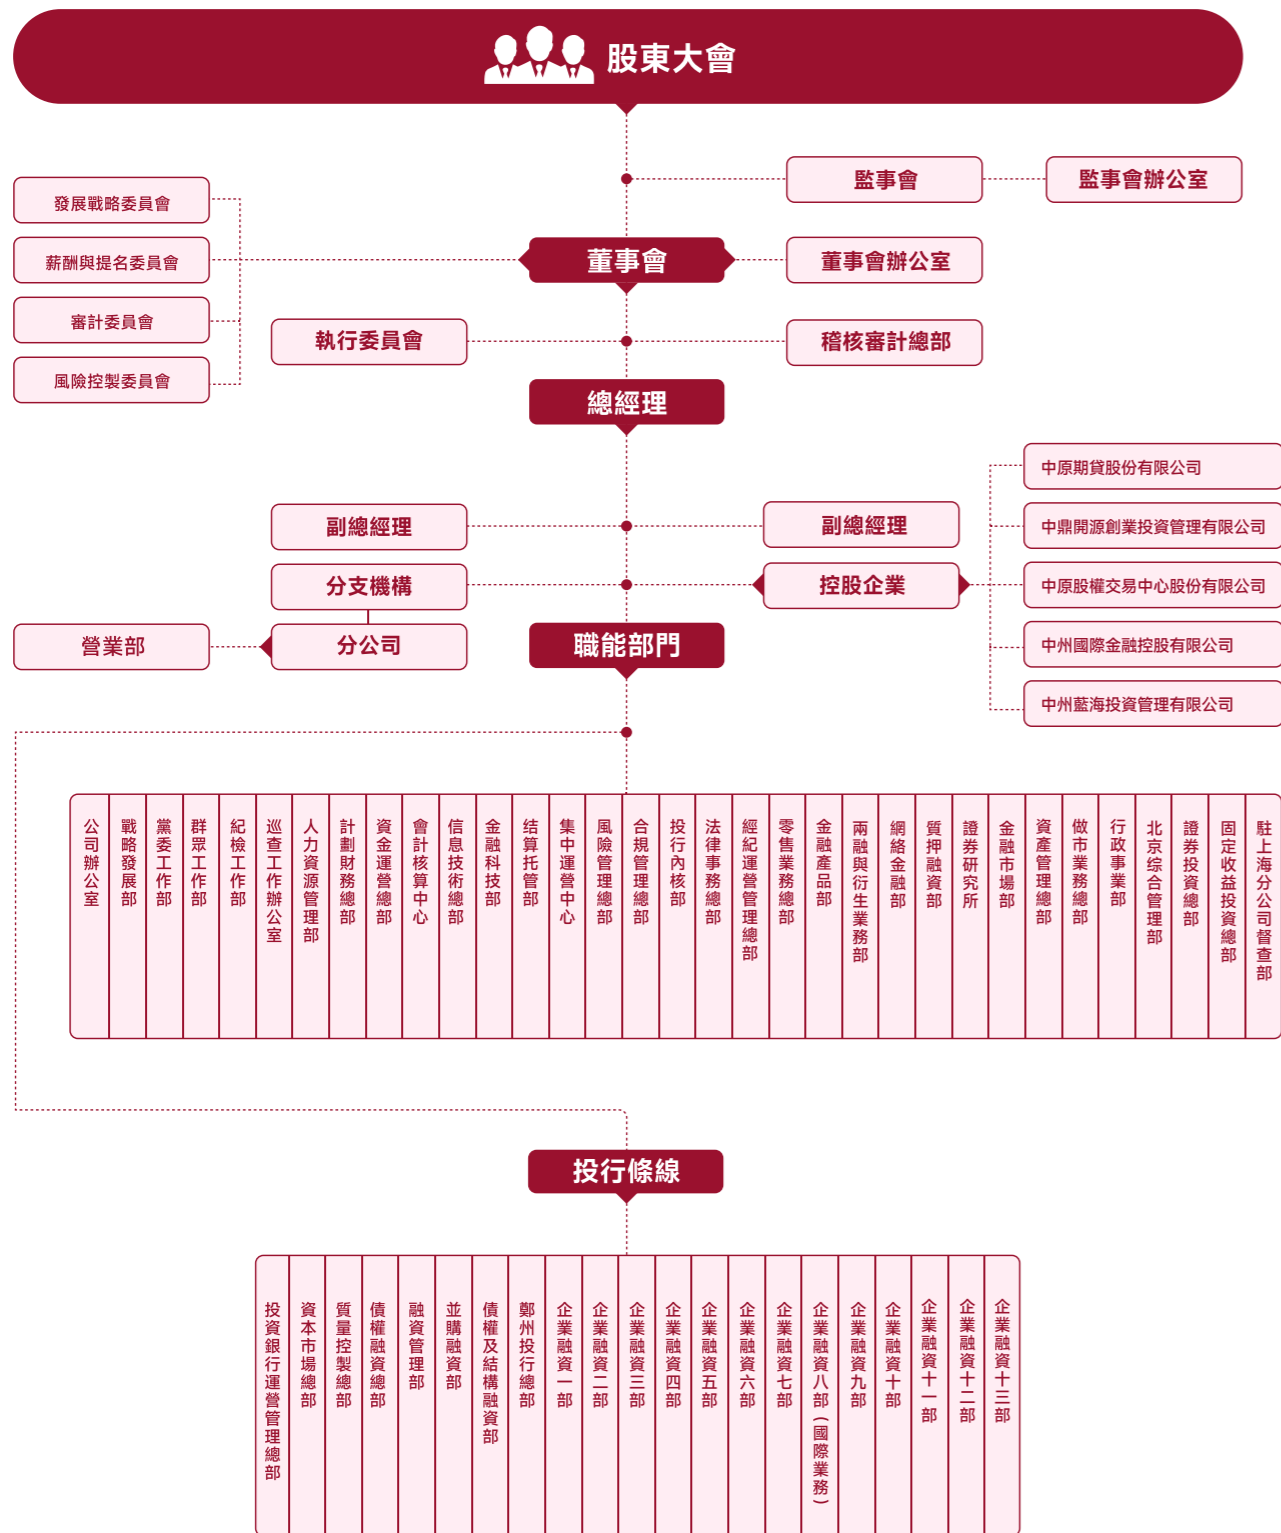 股東大會
監事會
監事會辦公室
發展戰略委員會
薪酬與提名委員會
審計委員會
風險控製委員會
董事會
董事會辦公室
執行委員會
稽核審計總部
總經理
副總經理
副總經理
分支機構
控股企業
中原期貨股份有限公司
中鼎開源創業投資管理有限公司
中原股權交易中心股份有限公司
中州國際金融控股有限公司
中州藍海投資管理有限公司
營業部
分公司
職能部門
公司辦公室
戰略發展部
黨委工作部
群眾工作部
紀檢工作部
巡查工作辦公室
人力資源管理部
計劃財務總部
資金運營總部
會計核算中心
信息技術總部
金融科技部
结算托管部
集中運營中心
風險管理總部
合規管理總部
投行內核部
法律事務總部
經紀運營管理總部
零售業務總部
金融產品部
兩融與衍生業務部
網絡金融部
質押融資部
證券研究所
金融市場部
資產管理總部
做市業務總部
行政事業部
北京综合管理部
證券投資總部
固定收益投資總部
駐上海分公司督查部
投行條線
投資銀行運營管理總部
資本市場總部
質量控製總部
債權融資總部
融資管理部
並購融資部
債權及結構融資部
鄭州投行總部
企業融資一部
企業融資二部
企業融資三部
企業融資四部
企業融資五部
企業融資六部
企業融資七部
企業融資八部（國際業務）
企業融資九部
企業融資十部
企業融資十一部
企業融資十二部
企業融資十三部